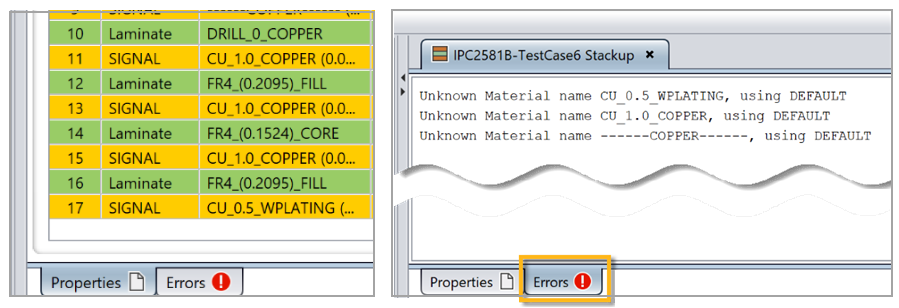 10 Laminate DRILL_0_COPPER
11 SIGNAL CU_1.0_COPPER (0.0...
12 Laminate FR4_(0.2095)_FILL
13 SIGNAL CU_1.0_COPPER (0.0...
14 Laminate FR4_(0.1524)_CORE
15 SIGNAL CU_1.0_COPPER (0.0...
16 Laminate FR4_(0.2095)_FILL
17 SIGNAL CU_0.5_WPLATING (...
Properties Errors
IPC2581B-TestCase6 Stackup ×
Unknown Material name CU_0.5_WPLATING, using DEFAULT
Unknown Material name CU_1.0_COPPER, using DEFAULT
Unknown Material name ------COPPER------, using DEFAULT
Properties Errors